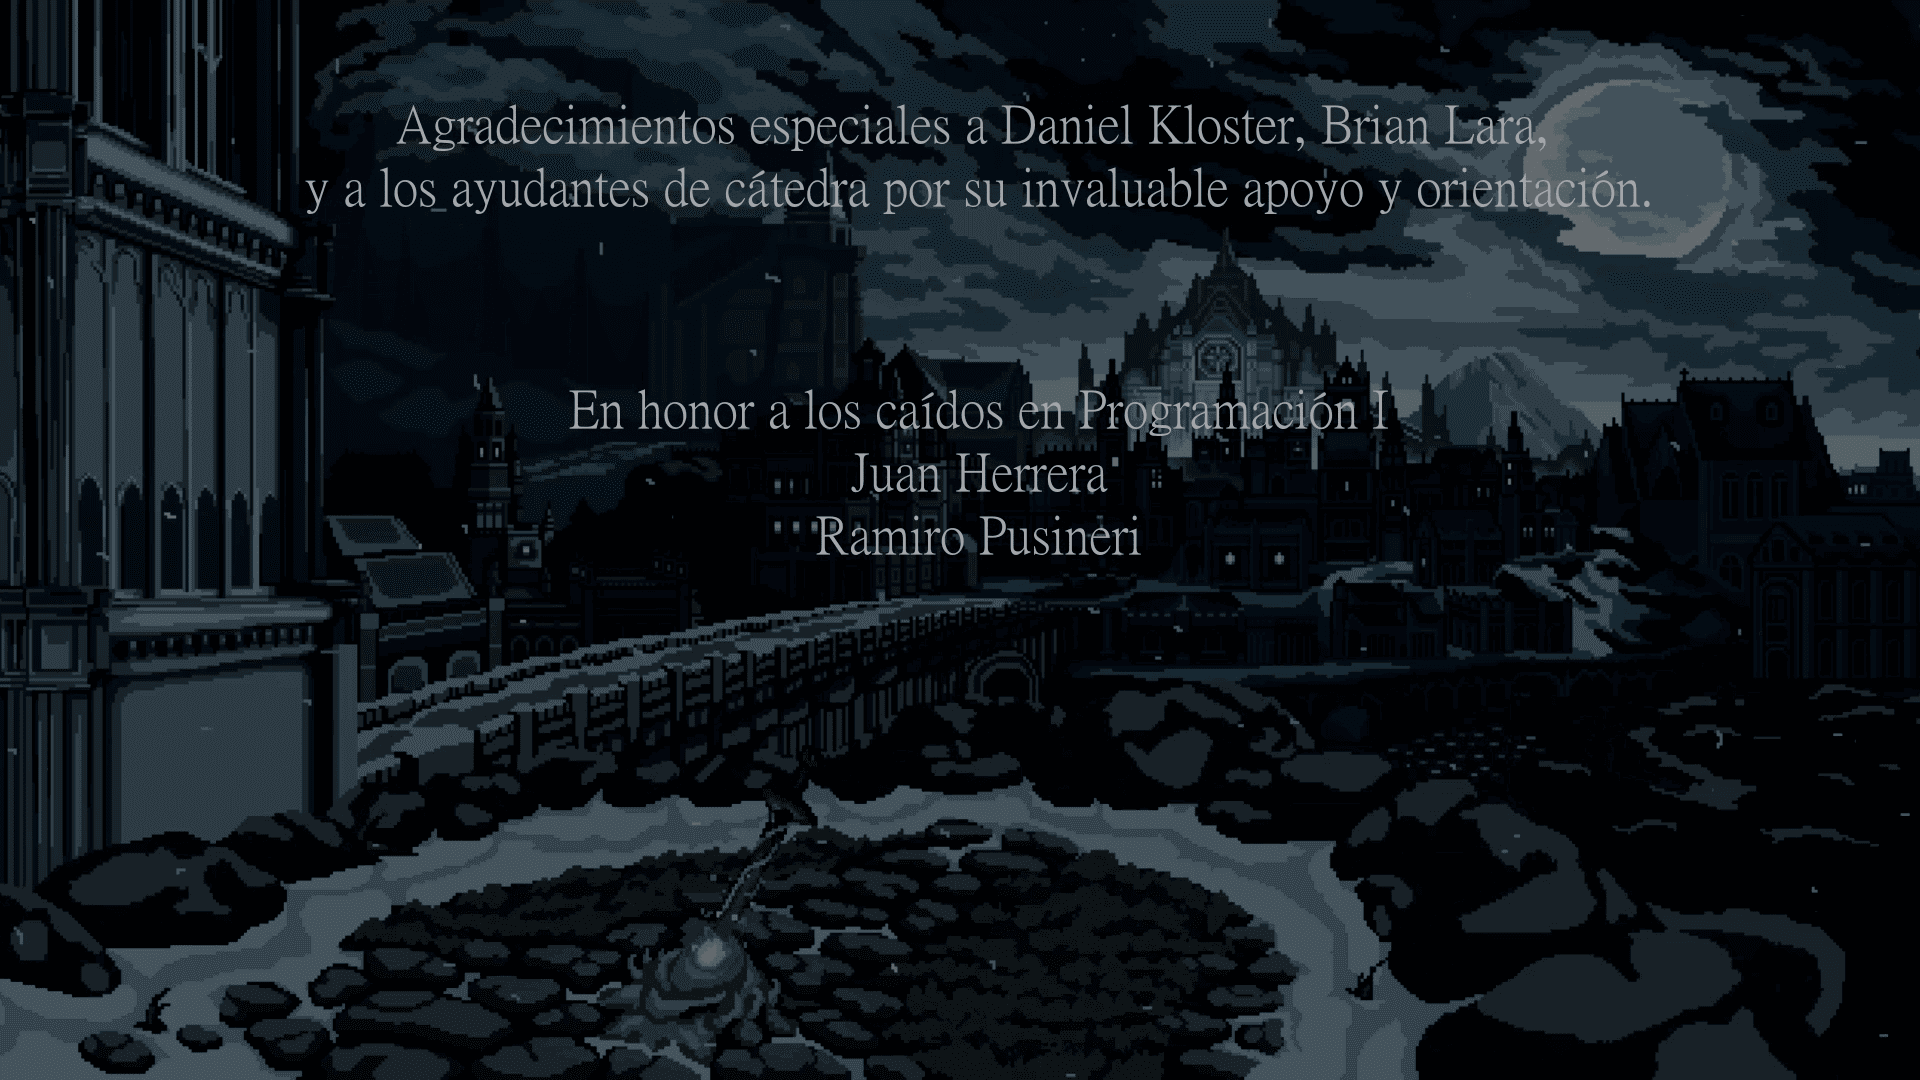 Agradecimientos especiales a Daniel Kloster, Brian Lara,
y a los ayudantes de cátedra por su invaluable apoyo y orientación.
En honor a los caídos en Programación I
Juan Herrera
Ramiro Pusineri